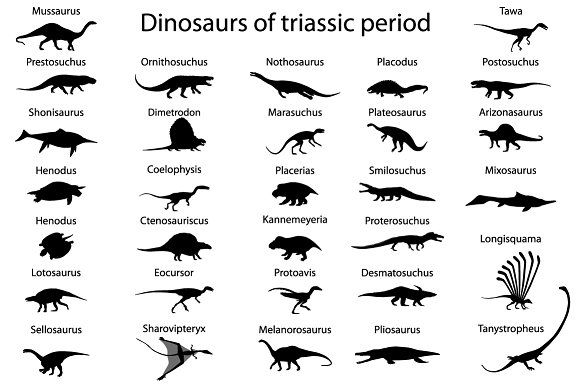 Mussaurus
Dinosaurs of triassic period
Tawa
Prestosuchus
Ornithosuchus
Nothosaurus
Placodus
Postosuchus
Shonisaurus
Dimetrodon
Marasuchus
Plateosaurus
Arizonasaurus
Henodus
Coelophysis
Placerias
Smilosuchus
Mixosaurus
Henodus
Ctenosauriscus
Kannemeyeria
Proterosuchus
Longisquama
Lotosaurus
Eocursor
Protoavis
Desmatosuchus
Sellosaurus
Sharovipteryx
Melanorosaurus
Pliosaurus
Tanystropheus